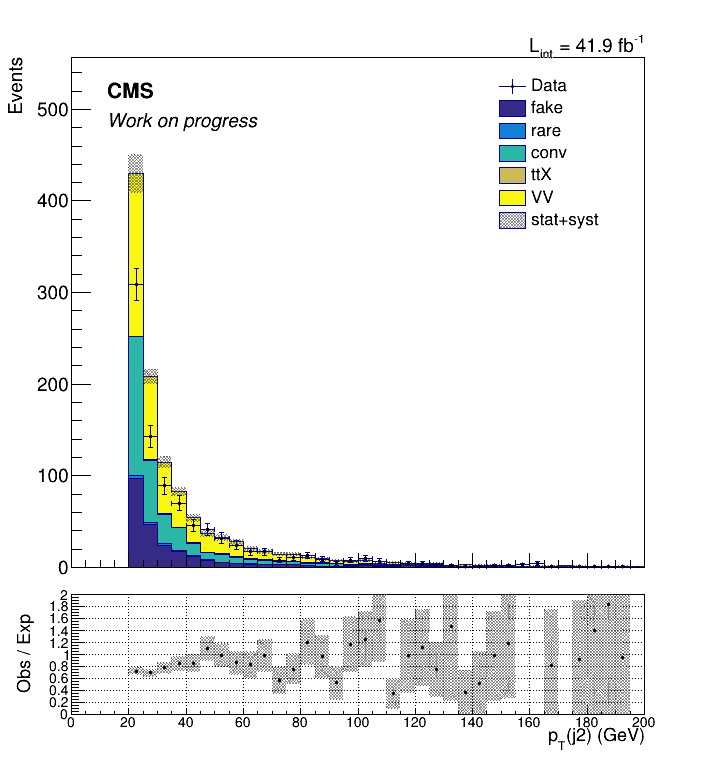 L_int = 41.9 fb^-1
Events
CMS
Work on progress
Data
fake
rare
conv
ttX
VV
stat+syst
500
400
300
200
100
0
Obs / Exp
2
1.8
1.6
1.4
1.2
1
0.8
0.6
0.4
0.2
0
0 20 40 60 80 100 120 140 160 180 200
p_T(j2) (GeV)